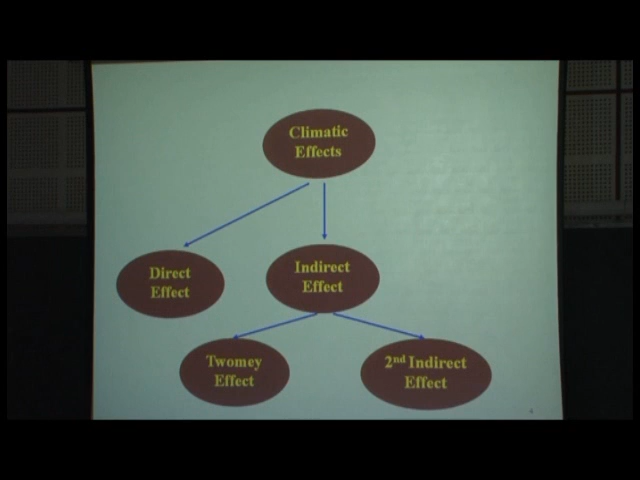 Climatic
Effects
Direct
Effect
Indirect
Effect
Twomey
Effect
2nd Indirect
Effect